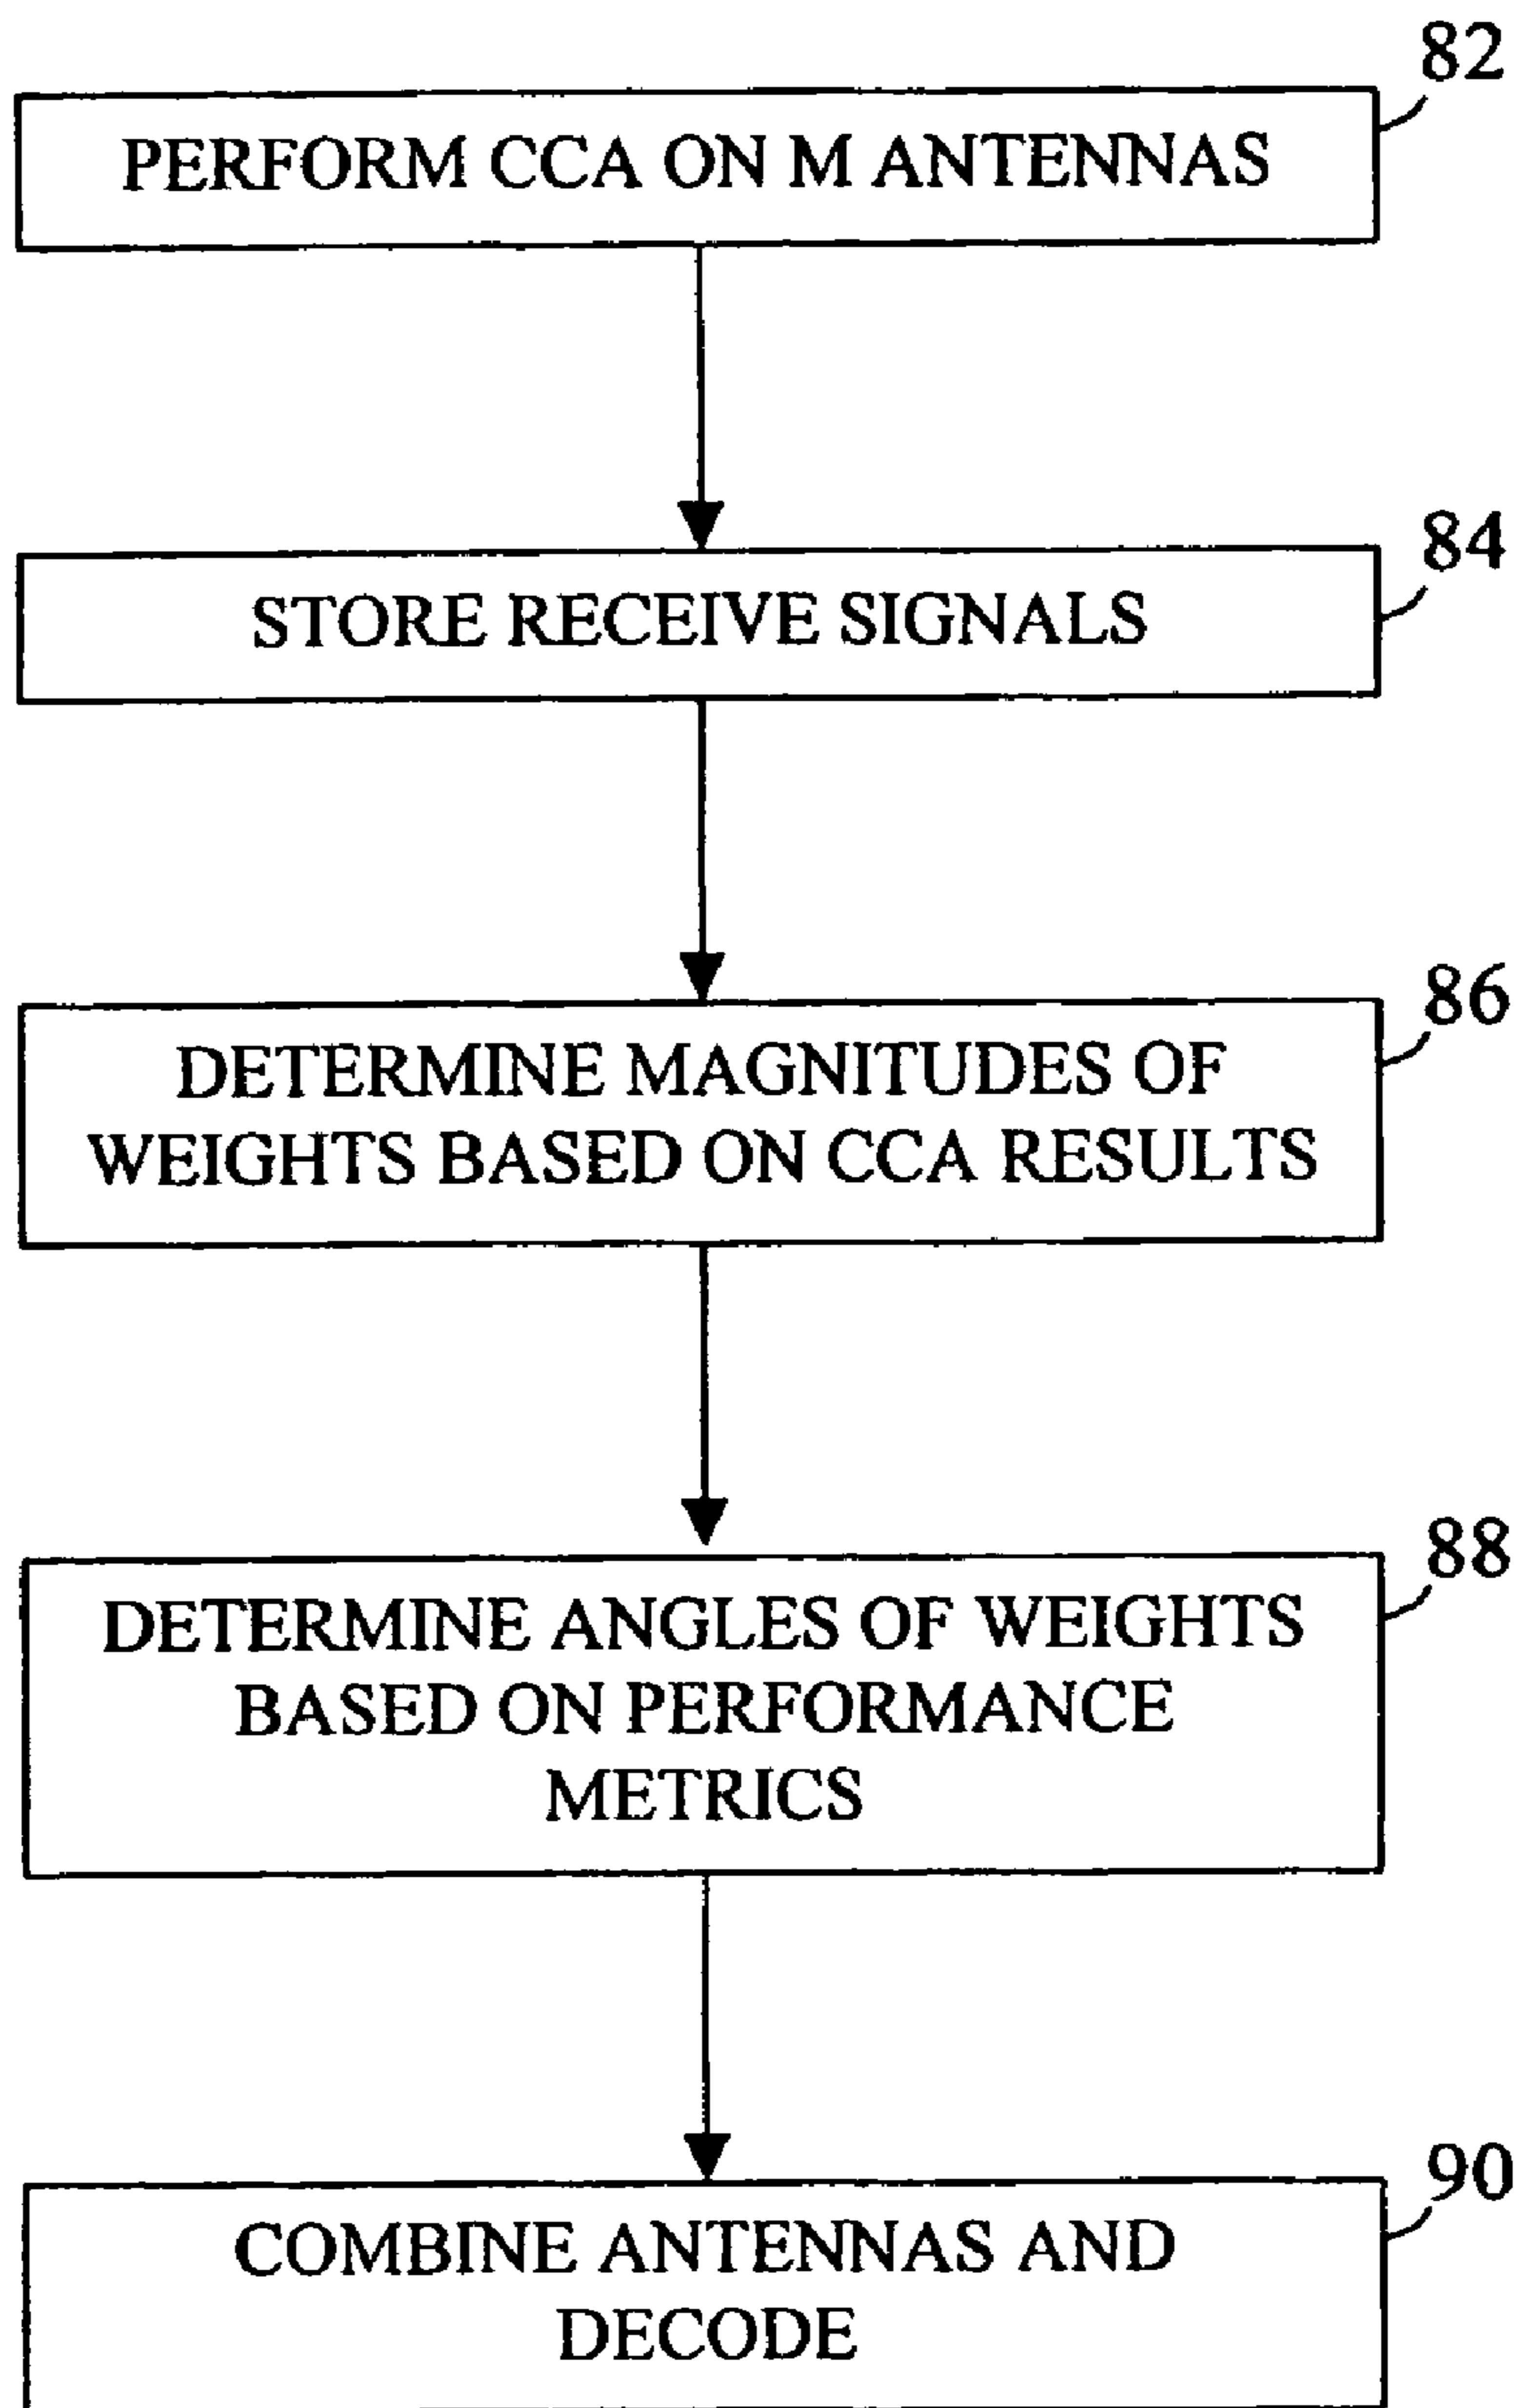 82
PERFORM CCA ON M ANTENNAS
84
STORE RECEIVE SIGNALS
86
DETERMINE MAGNITUDES OF
WEIGHTS BASED ON CCA RESULTS
88
DETERMINE ANGLES OF WEIGHTS
BASED ON PERFORMANCE
METRICS
90
COMBINE ANTENNAS AND
DECODE